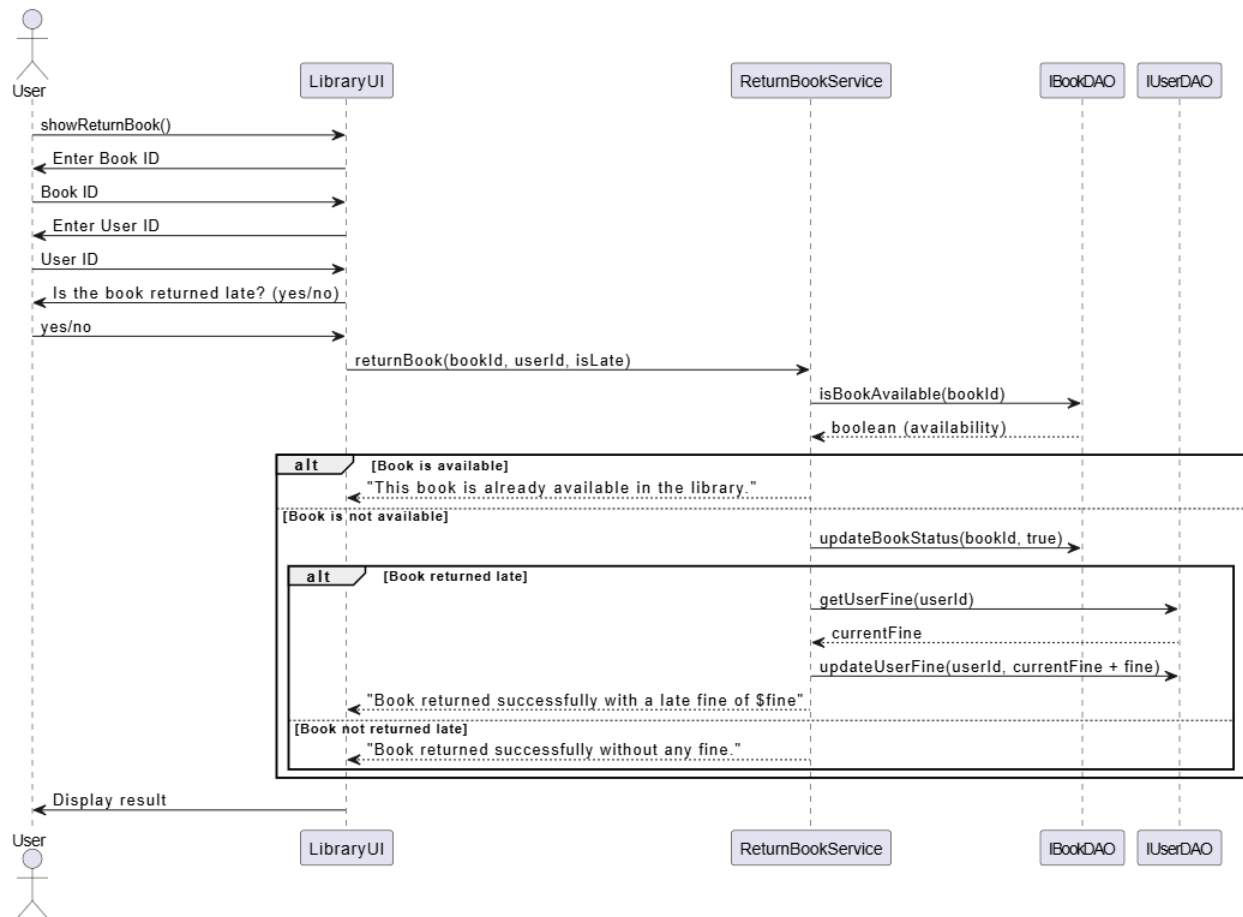 User
LibraryUI
ReturnBookService
IBookDAO
IUserDAO
showReturnBook()
Enter Book ID
Book ID
Enter User ID
User ID
Is the book returned late? (yes/no)
yes/no
returnBook(bookId, userId, isLate)
isBookAvailable(bookId)
boolean (availability)
alt
[Book is available]
"This book is already available in the library."
[Book is not available]
updateBookStatus(bookId, true)
alt
[Book returned late]
getUserFine(userId)
currentFine
updateUserFine(userId, currentFine + fine)
"Book returned successfully with a late fine of $fine"
[Book not returned late]
"Book returned successfully without any fine."
Display result
User
LibraryUI
ReturnBookService
IBookDAO
IUserDAO